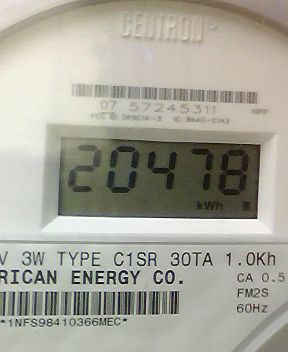 CENTRON®
07 57245311 HPP
20478
kWh
V 3W TYPE C1SR 30TA 1.0Kh
RICAN ENERGY CO. CA 0.5
FM2S
60Hz
*1NFS98410366MEC*